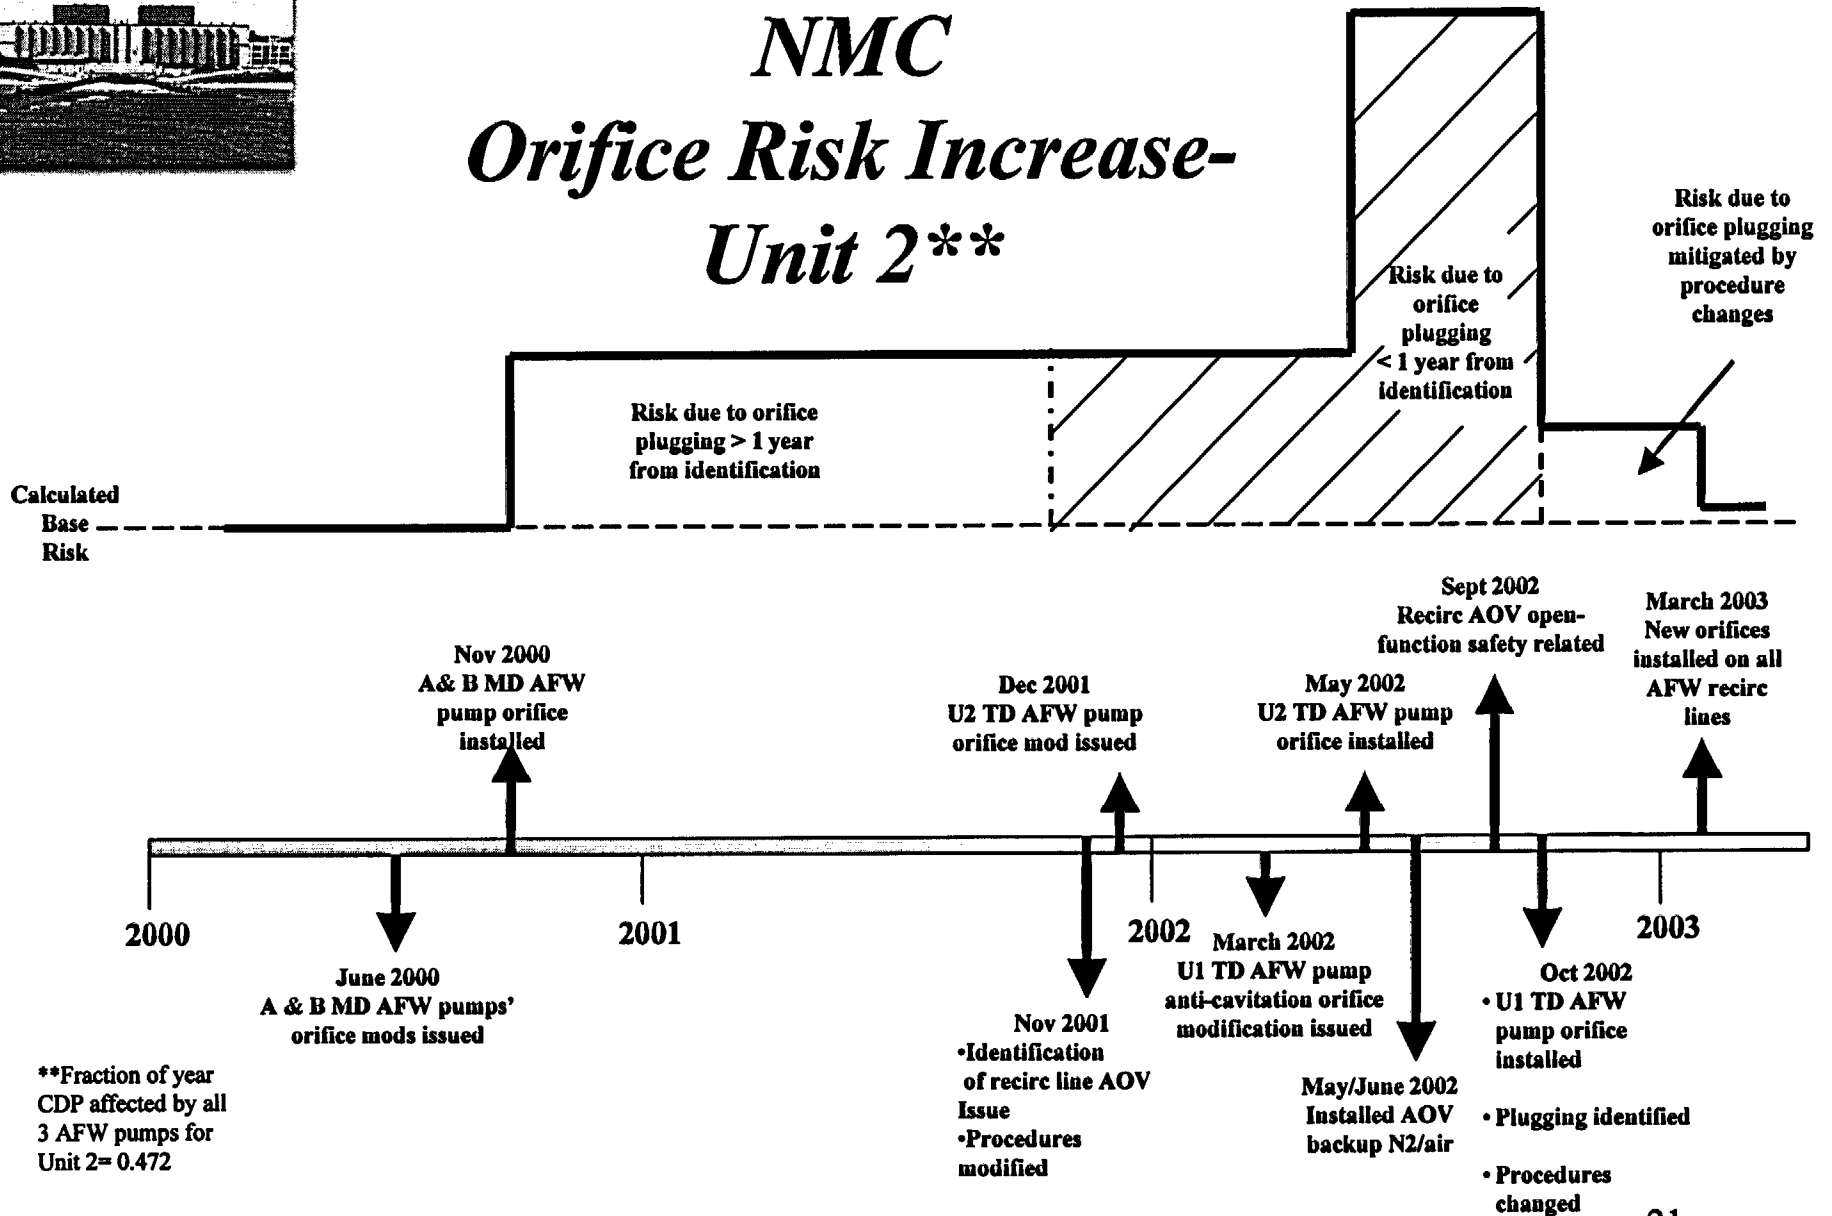 NMC
Orifice Risk Increase-
Unit 2**
Risk due to
orifice plugging
mitigated by
procedure
changes
Risk due to
orifice
plugging
< 1 year from
identification
Risk due to orifice
plugging > 1 year
from identification
Calculated
Base
Risk
Nov 2000
A& B MD AFW
pump orifice
installed
Dec 2001
U2 TD AFW pump
orifice mod issued
May 2002
U2 TD AFW pump
orifice installed
Sept 2002
Recirc AOV open-
function safety related
March 2003
New orifices
installed on all
AFW recirc
lines
2000
2001
2002
2003
June 2000
A & B MD AFW pumps'
orifice mods issued
Nov 2001
•Identification
of recirc line AOV
Issue
•Procedures
modified
March 2002
U1 TD AFW pump
anti-cavitation orifice
modification issued
May/June 2002
Installed AOV
backup N2/air
Oct 2002
• U1 TD AFW
pump orifice
installed
• Plugging identified
• Procedures
changed
**Fraction of year
CDP affected by all
3 AFW pumps for
Unit 2= 0.472